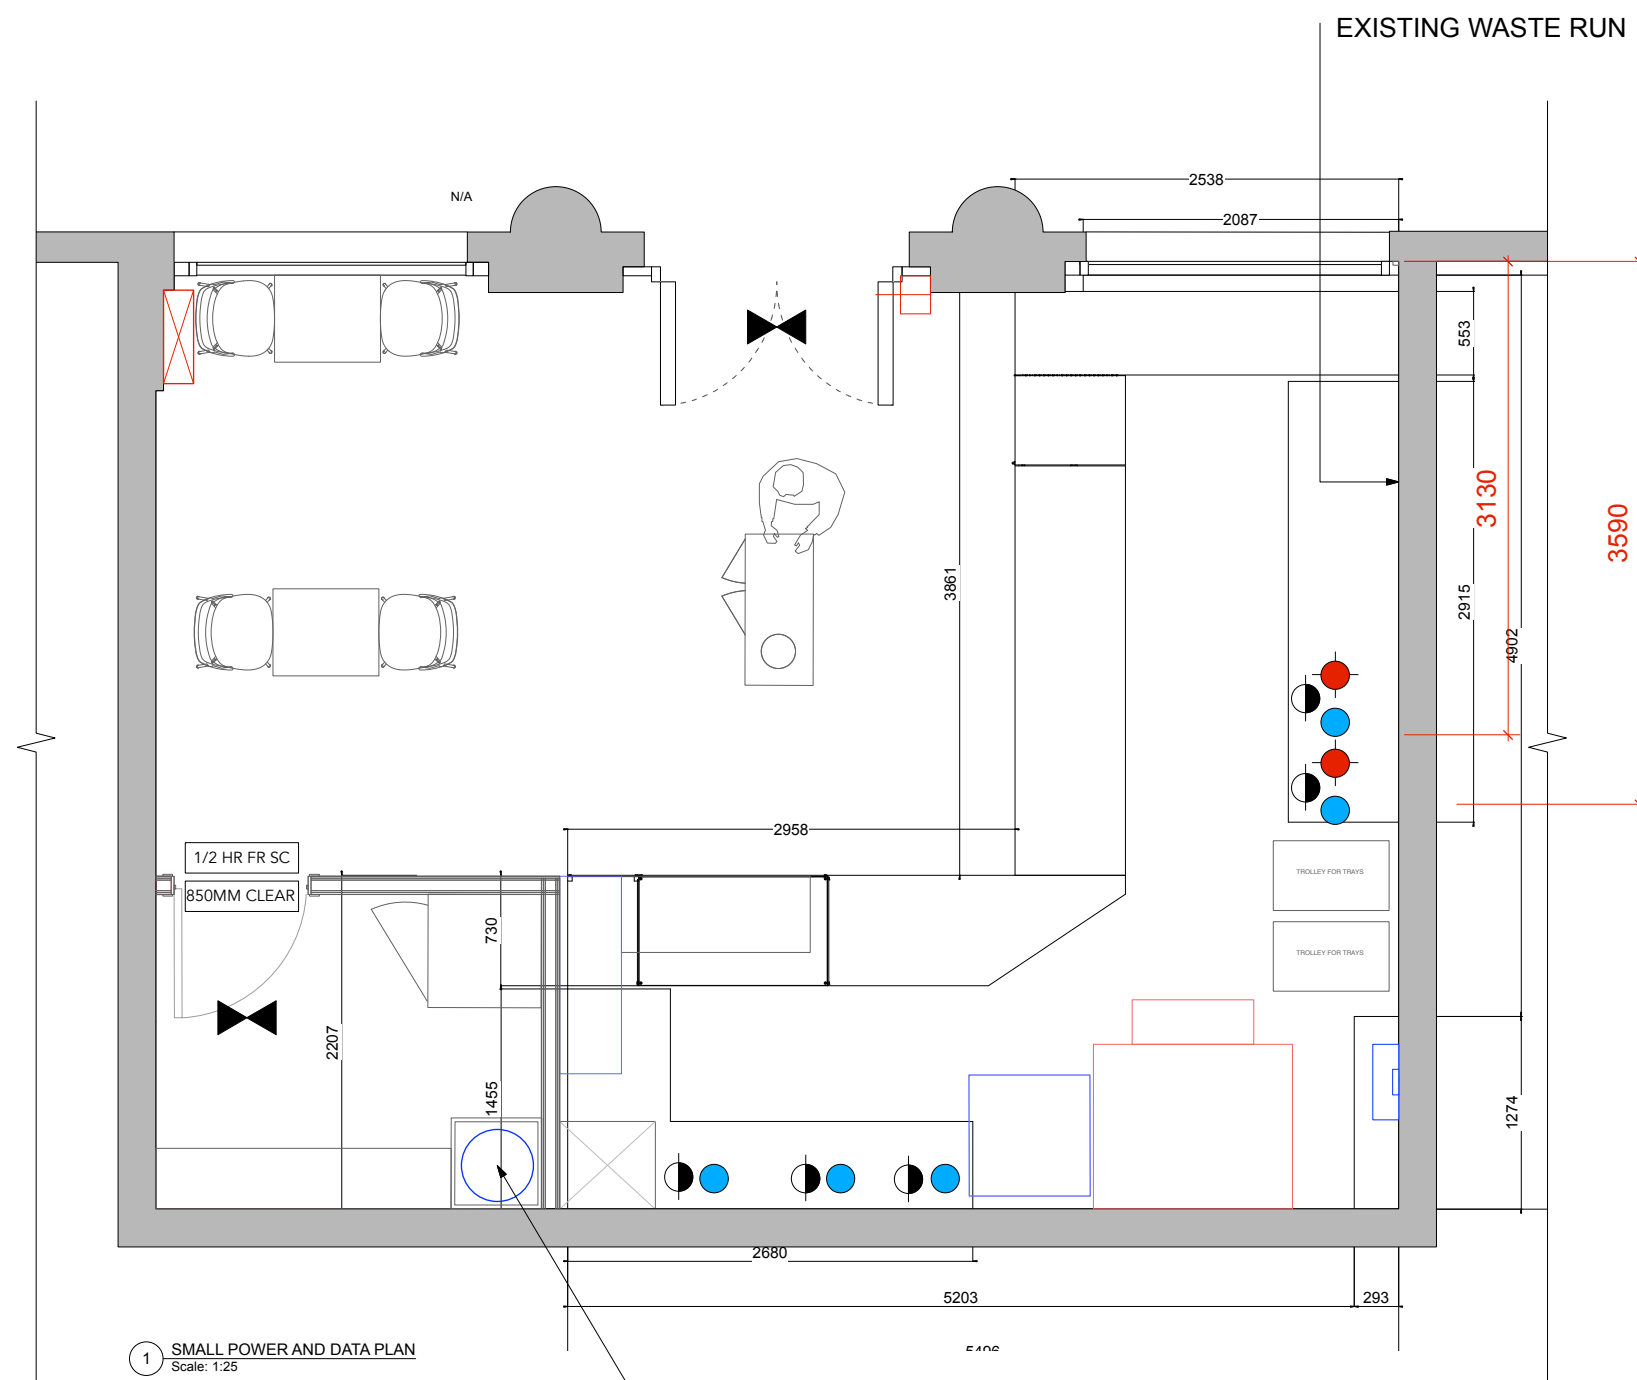 EXISTING WASTE RUN
2538
N/A
2087
553
3130
3590
3861
2915
4902
2958
1/2 HR FR SC
850MM CLEAR
TROLLEY FOR TRAYS
730
TROLLEY FOR TRAYS
2207
1455
1274
2680
5203
293
1
SMALL POWER AND DATA PLAN
Scale: 1:25